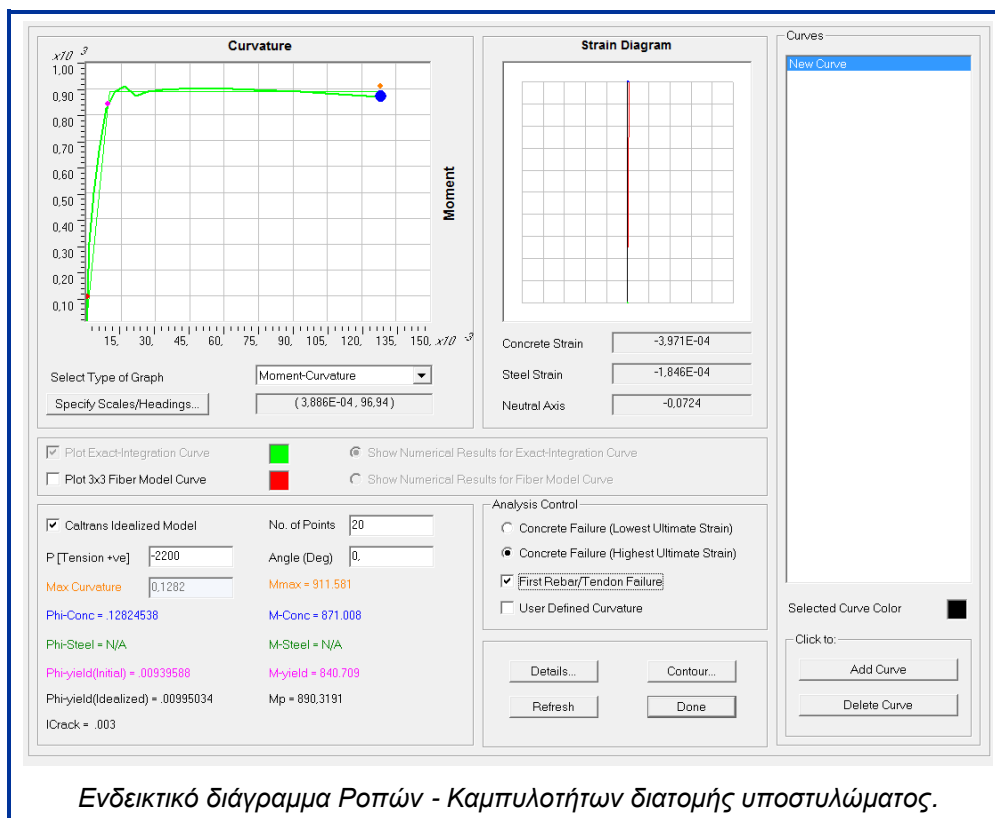 Curvature
x10 3
1,00
0,90
0,80
0,70
0,60
0,50
0,40
0,30
0,20
0,10
15, 30, 45, 60, 75, 90, 105, 120, 135, 150, x10 -3
Moment
Select Type of Graph
Moment-Curvature
Specify Scales/Headings...
( 3,886E-04 , 96,94 )
Strain Diagram
Concrete Strain
-3,971E-04
Steel Strain
-1,846E-04
Neutral Axis
-0,0724
Plot Exact-Integration Curve
Show Numerical Results for Exact-Integration Curve
Plot 3x3 Fiber Model Curve
Show Numerical Results for Fiber Model Curve
Caltrans Idealized Model
No. of Points
20
P [Tension +ve]
-2200
Angle (Deg)
0,
Max Curvature
0,1282
Mmax = 911.581
Phi-Conc = .12824538
M-Conc = 871.008
Phi-Steel = N/A
M-Steel = N/A
Phi-yield(Initial) = .00939588
M-yield = 840.709
Phi-yield(Idealized) = .00995034
Mp = 890,3191
ICrack = .003
Analysis Control
Concrete Failure (Lowest Ultimate Strain)
Concrete Failure (Highest Ultimate Strain)
First Rebar/Tendon Failure
User Defined Curvature
Details...
Contour...
Refresh
Done
Curves
New Curve
Selected Curve Color
Click to:
Add Curve
Delete Curve
Ενδεικτικό διάγραμμα Ροπών - Καμπυλοτήτων διατομής υποστυλώματος.